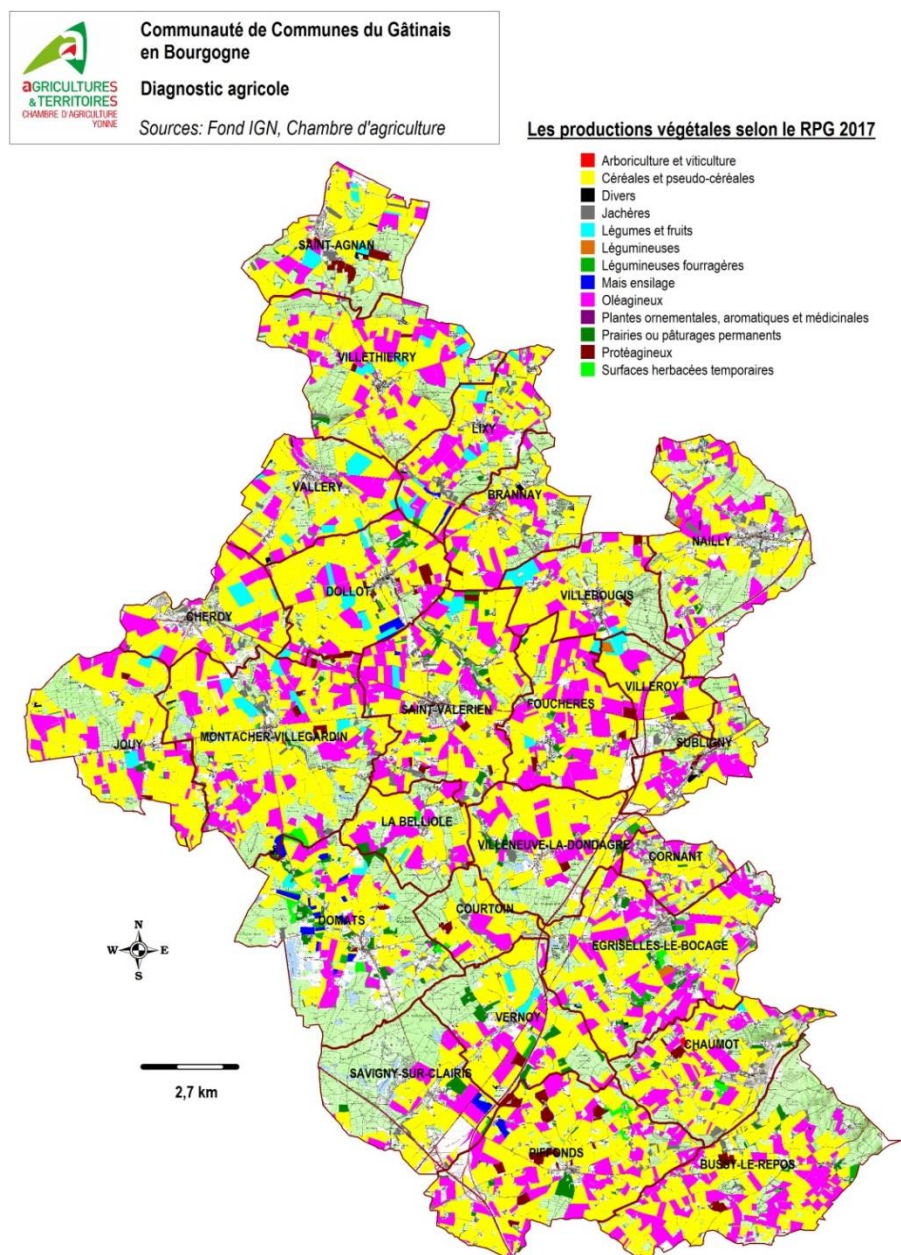 Communauté de Communes du Gâtinais
en Bourgogne
Diagnostic agricole
Sources: Fond IGN, Chambre d'agriculture
aGRICULTURES
& TERRITOIRES
CHAMBRE D'AGRICULTURE
YONNE
Les productions végétales selon le RPG 2017
Arboriculture et viticulture
Céréales et pseudo-céréales
Divers
Jachères
Légumes et fruits
Légumineuses
Légumineuses fourragères
Mais ensilage
Oléagineux
Plantes ornementales, aromatiques et médicinales
Prairies ou pâturages permanents
Protéagineux
Surfaces herbacées temporaires
SAINT-AGNAN
VILLETHIERRY
LIXY
VALLERY
BRANNAY
NAILLY
DOLLOT
VILLEBOUGIS
CHEROY
VILLEROY
SAINT-VALERIEN
FOUCHERES
MONTACHER-VILLEGARDIN
JOUY
SUBLIGNY
LA BELLIOLE
VILLENEUVE-LA-DONDAGRE
CORNANT
COURTOIN
DOMATS
EGRISELLES-LE-BOCAGE
N
W E
S
VERNOY
CHAUMOT
SAVIGNY-SUR-CLAIRIS
2,7 km
PIFFONDS
BUSSY-LE-REPOS